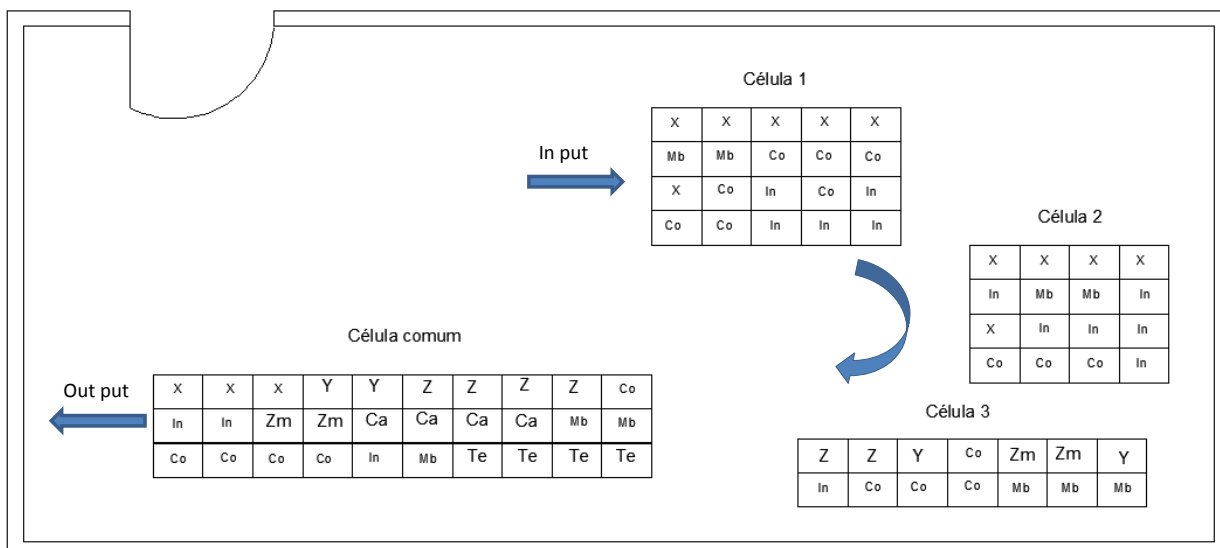 Célula 1
X X X X X
In put
Mb Mb Co Co Co
X Co In Co In
Co Co In In In
Célula 2
X X X X
In Mb Mb In
X In In In
Co Co Co In
Célula comum
Out put
X X X Y Y Z Z Z Z Co
In In Zm Zm Ca Ca Ca Ca Mb Mb
Co Co Co Co In Mb Te Te Te Te
Célula 3
Z Z Y Co Zm Zm Y
In Co Co Co Mb Mb Mb